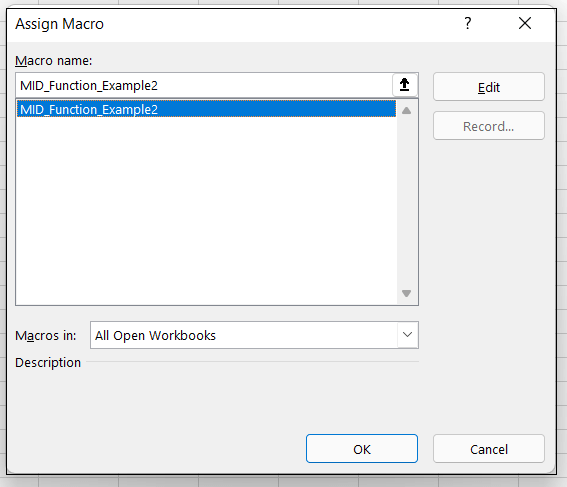 Assign Macro
?
Macro name:
MID_Function_Example2
Edit
MID_Function_Example2
Record...
Macros in:
All Open Workbooks
Description
OK
Cancel